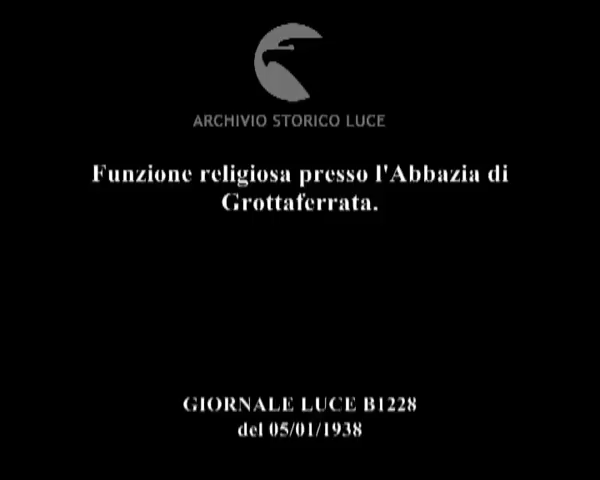 ARCHIVIO STORICO LUCE
Funzione religiosa presso l'Abbazia di
Grottaferrata.
GIORNALE LUCE B1228
del 05/01/1938